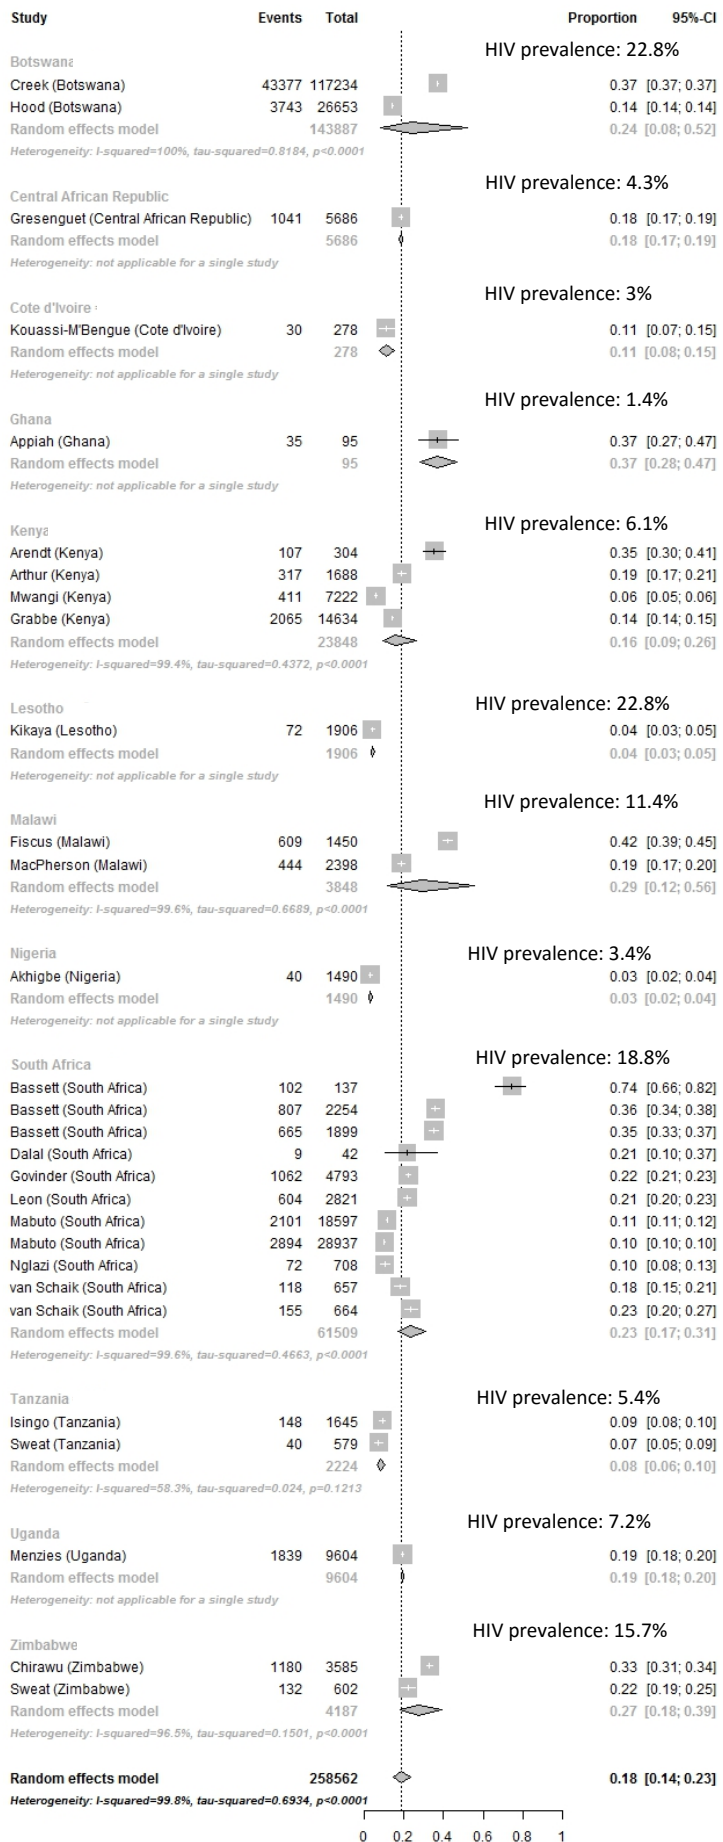 Study Events Total Proportion 95%-CI
HIV prevalence: 22.8%
Botswana
Creek (Botswana) 43377 117234 0.37 [0.37; 0.37]
Hood (Botswana) 3743 26653 0.14 [0.14; 0.14]
Random effects model 143887 0.24 [0.08; 0.52]
Heterogeneity: I-squared=100%, tau-squared=0.8184, p<0.0001
HIV prevalence: 4.3%
Central African Republic
Gresenguet (Central African Republic) 1041 5686 0.18 [0.17; 0.19]
Random effects model 5686 0.18 [0.17; 0.19]
Heterogeneity: not applicable for a single study
HIV prevalence: 3%
Cote d'Ivoire
Kouassi-M'Bengue (Cote d'Ivoire) 30 278 0.11 [0.07; 0.15]
Random effects model 278 0.11 [0.08; 0.15]
Heterogeneity: not applicable for a single study
HIV prevalence: 1.4%
Ghana
Appiah (Ghana) 35 95 0.37 [0.27; 0.47]
Random effects model 95 0.37 [0.28; 0.47]
Heterogeneity: not applicable for a single study
HIV prevalence: 6.1%
Kenya
Arendt (Kenya) 107 304 0.35 [0.30; 0.41]
Arthur (Kenya) 317 1688 0.19 [0.17; 0.21]
Mwangi (Kenya) 411 7222 0.06 [0.05; 0.06]
Grabbe (Kenya) 2065 14634 0.14 [0.14; 0.15]
Random effects model 23848 0.16 [0.09; 0.26]
Heterogeneity: I-squared=99.4%, tau-squared=0.4372, p<0.0001
HIV prevalence: 22.8%
Lesotho
Kikaya (Lesotho) 72 1906 0.04 [0.03; 0.05]
Random effects model 1906 0.04 [0.03; 0.05]
Heterogeneity: not applicable for a single study
HIV prevalence: 11.4%
Malawi
Fiscus (Malawi) 609 1450 0.42 [0.39; 0.45]
MacPherson (Malawi) 444 2398 0.19 [0.17; 0.20]
Random effects model 3848 0.29 [0.12; 0.56]
Heterogeneity: I-squared=99.6%, tau-squared=0.6689, p<0.0001
HIV prevalence: 3.4%
Nigeria
Akhigbe (Nigeria) 40 1490 0.03 [0.02; 0.04]
Random effects model 1490 0.03 [0.02; 0.04]
Heterogeneity: not applicable for a single study
HIV prevalence: 18.8%
South Africa
Bassett (South Africa) 102 137 0.74 [0.66; 0.82]
Bassett (South Africa) 807 2254 0.36 [0.34; 0.38]
Bassett (South Africa) 665 1899 0.35 [0.33; 0.37]
Dalal (South Africa) 9 42 0.21 [0.10; 0.37]
Govinder (South Africa) 1062 4793 0.22 [0.21; 0.23]
Leon (South Africa) 604 2821 0.21 [0.20; 0.23]
Mabuto (South Africa) 2101 18597 0.11 [0.11; 0.12]
Mabuto (South Africa) 2894 28937 0.10 [0.10; 0.10]
Nglazi (South Africa) 72 708 0.10 [0.08; 0.13]
van Schaik (South Africa) 118 657 0.18 [0.15; 0.21]
van Schaik (South Africa) 155 664 0.23 [0.20; 0.27]
Random effects model 61509 0.23 [0.17; 0.31]
Heterogeneity: I-squared=99.6%, tau-squared=0.4663, p<0.0001
HIV prevalence: 5.4%
Tanzania
Isingo (Tanzania) 148 1645 0.09 [0.08; 0.10]
Sweat (Tanzania) 40 579 0.07 [0.05; 0.09]
Random effects model 2224 0.08 [0.06; 0.10]
Heterogeneity: I-squared=58.3%, tau-squared=0.024, p=0.1213
HIV prevalence: 7.2%
Uganda
Menzies (Uganda) 1839 9604 0.19 [0.18; 0.20]
Random effects model 9604 0.19 [0.18; 0.20]
Heterogeneity: not applicable for a single study
HIV prevalence: 15.7%
Zimbabwe
Chirawu (Zimbabwe) 1180 3585 0.33 [0.31; 0.34]
Sweat (Zimbabwe) 132 602 0.22 [0.19; 0.25]
Random effects model 4187 0.27 [0.18; 0.39]
Heterogeneity: I-squared=96.5%, tau-squared=0.1501, p<0.0001
Random effects model 258562 0.18 [0.14; 0.23]
Heterogeneity: I-squared=99.8%, tau-squared=0.6934, p<0.0001
0 0.2 0.4 0.6 0.8 1